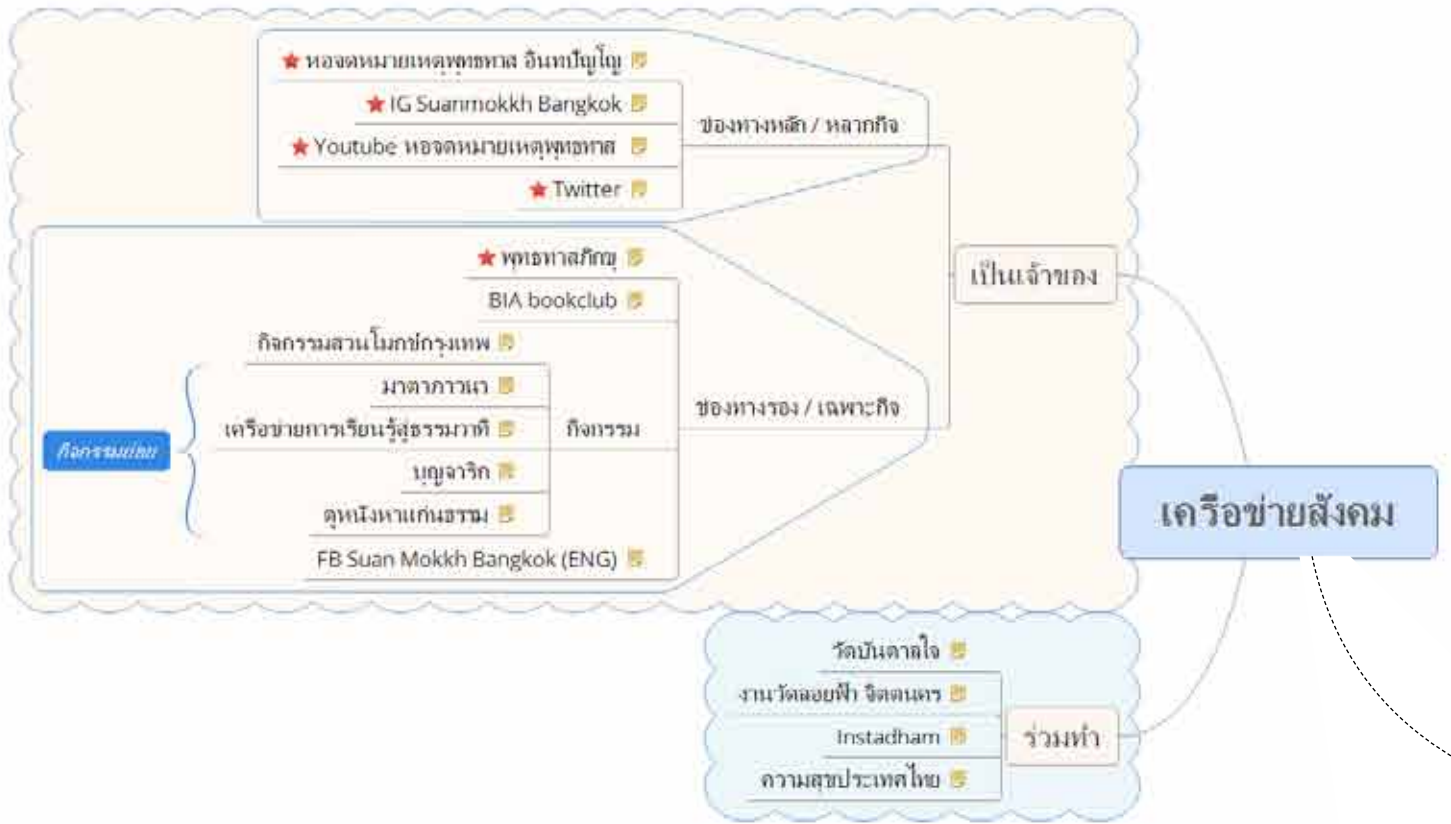 หอจดหมายเหตุพุทธทาส อินทปัญโญ
IG Suanmokkh Bangkok
Youtube หอจดหมายเหตุพุทธทาส
Twitter
ช่องทางหลัก / หลากกิจ
พุทธทาสภิกขุ
BIA bookclub
กิจกรรมสวนโมกข์กรุงเทพ
มาตาภาวนา
เครือข่ายการเรียนรู้สู่ธรรมวาที
บุญจาริก
ดูหนังหาแก่นธรรม
กิจกรรมย่อย
กิจกรรม
FB Suan Mokkh Bangkok (ENG)
ช่องทางรอง / เฉพาะกิจ
เป็นเจ้าของ
เครือข่ายสังคม
วัดบันดาลใจ
งานวัดลอยฟ้า จิตตนคร
Instadham
ความสุขประเทศไทย
ร่วมทำ